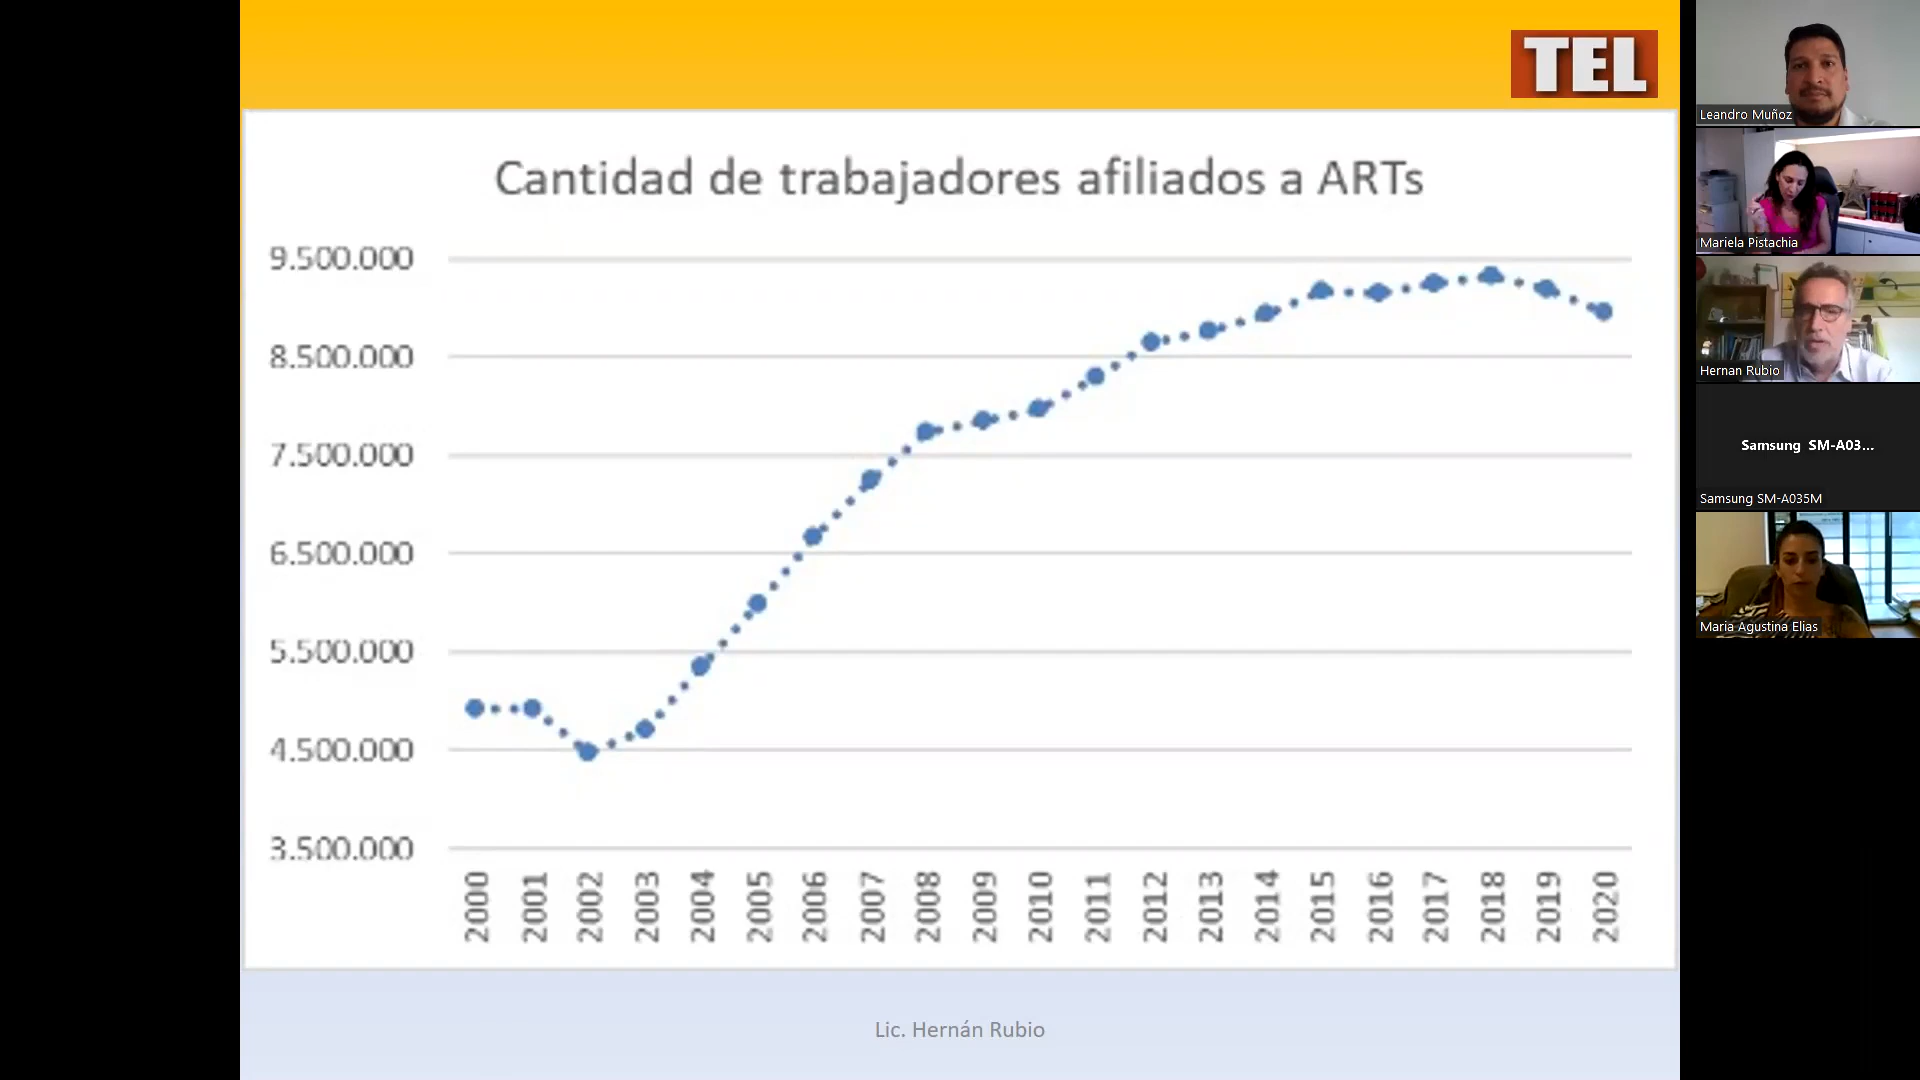 TEL
Cantidad de trabajadores afiliados a ARTs
9.500.000
8.500.000
7.500.000
6.500.000
5.500.000
4.500.000
3.500.000
2000 2001 2002 2003 2004 2005 2006 2007 2008 2009 2010 2011 2012 2013 2014 2015 2016 2017 2018 2019 2020
Lic. Hernán Rubio
Leandro Muñoz
Mariela Pistachia
Hernan Rubio
Samsung SM-A03...
Samsung SM-A035M
Maria Agustina Elias